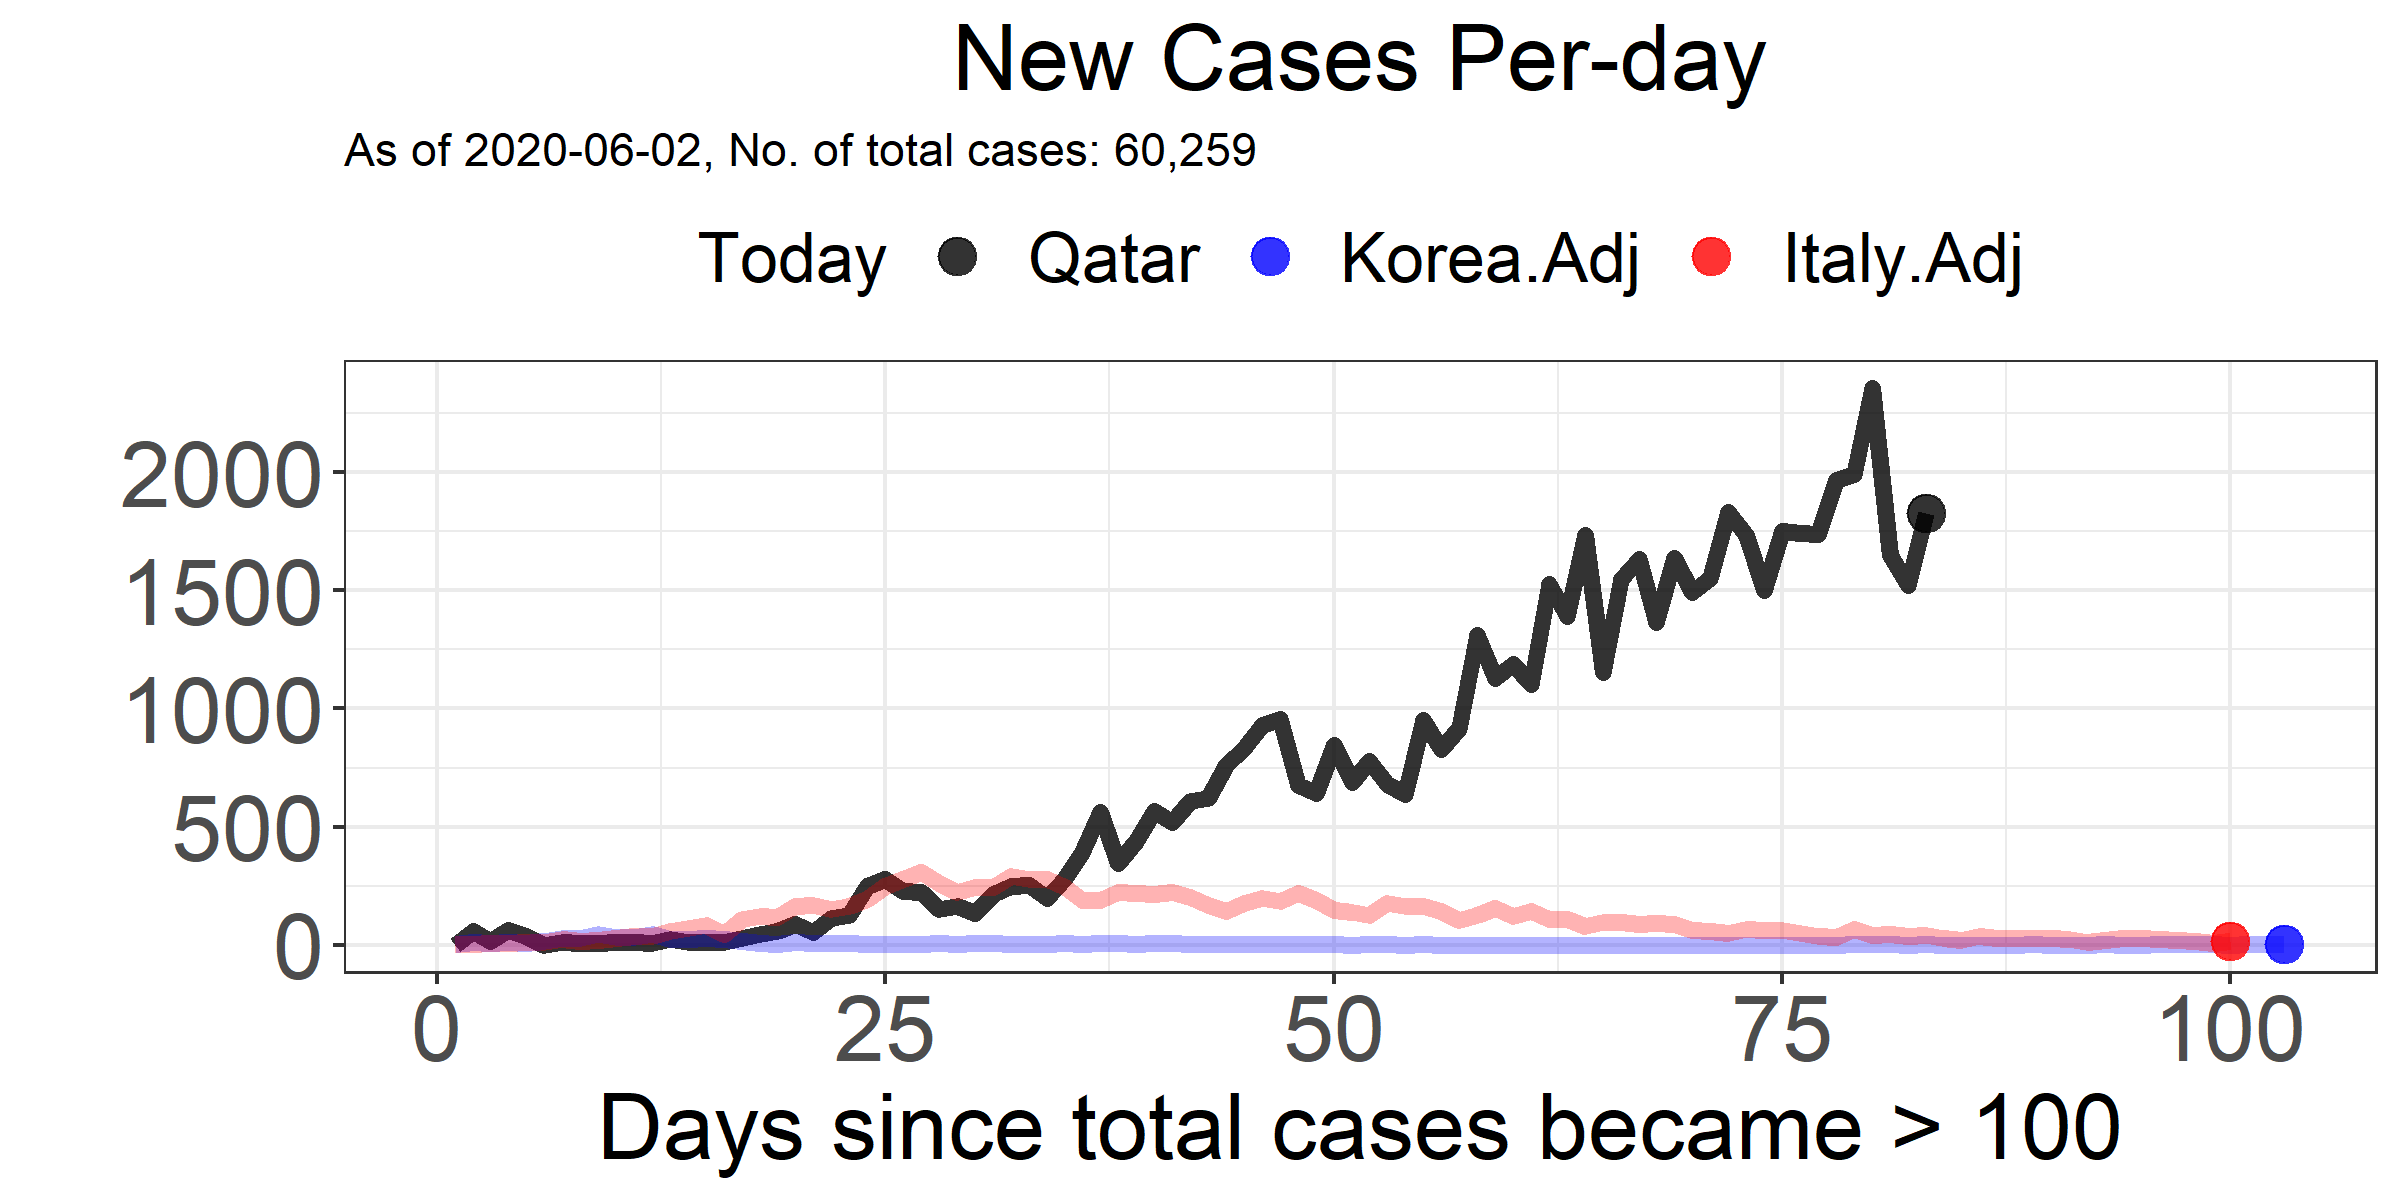 New Cases Per-day
As of 2020-06-02, No. of total cases: 60,259
Today Qatar Korea.Adj Italy.Adj
2000
1500
1000
500
0
0 25 50 75 100
Days since total cases became > 100